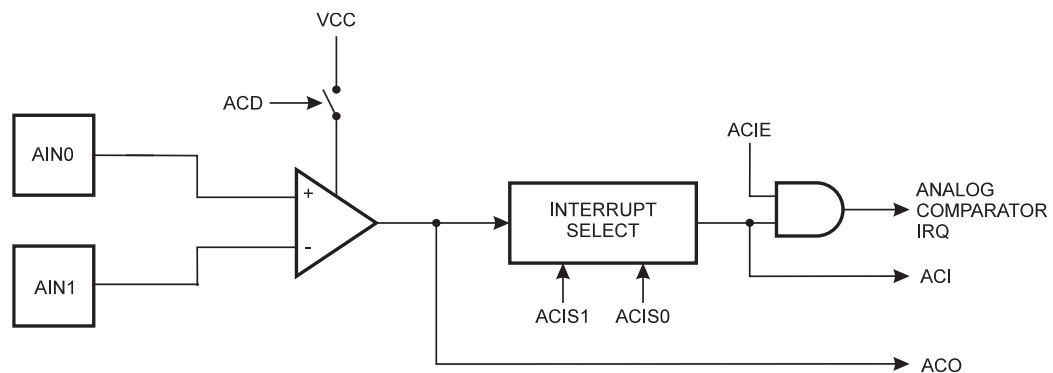 VCC
ACD
AIN0
ACIE
+
INTERRUPT
SELECT
ANALOG
COMPARATOR
IRQ
-
AIN1
ACI
ACIS1
ACIS0
ACO